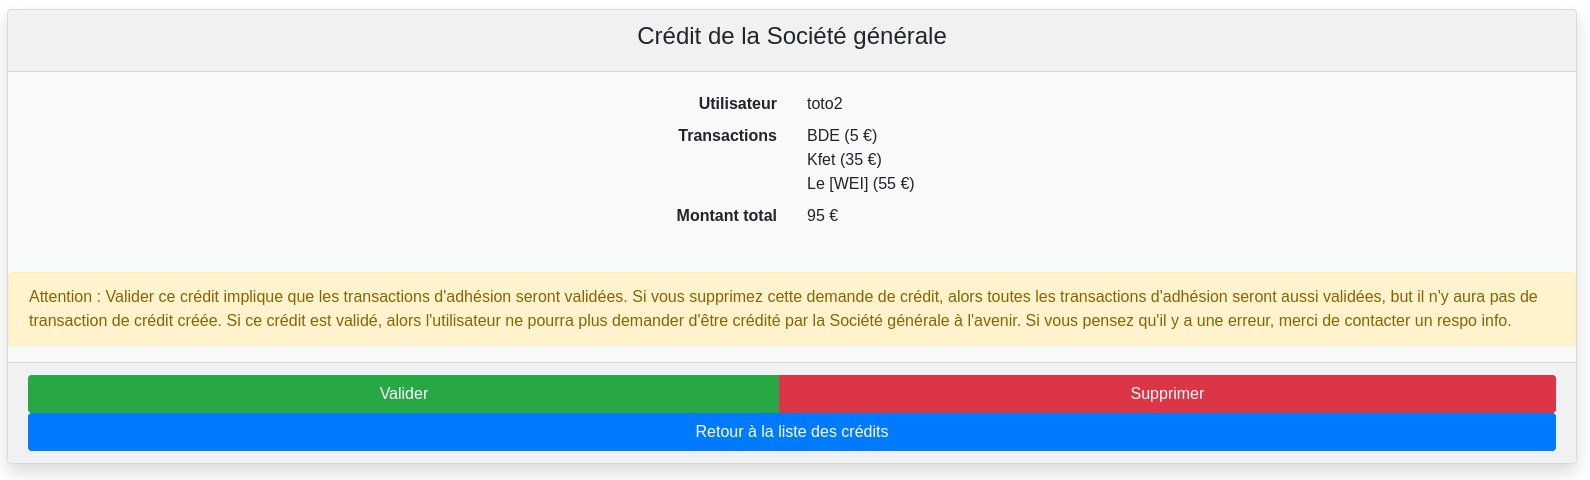 Crédit de la Société générale
Utilisateur toto2
Transactions BDE (5 €)
Kfet (35 €)
Le [WEI] (55 €)
Montant total 95 €
Attention : Valider ce crédit implique que les transactions d'adhésion seront validées. Si vous supprimez cette demande de crédit, alors toutes les transactions d'adhésion seront aussi validées, but il n'y aura pas de
transaction de crédit créée. Si ce crédit est validé, alors l'utilisateur ne pourra plus demander d'être crédité par la Société générale à l'avenir. Si vous pensez qu'il y a une erreur, merci de contacter un respo info.
Valider Supprimer
Retour à la liste des crédits